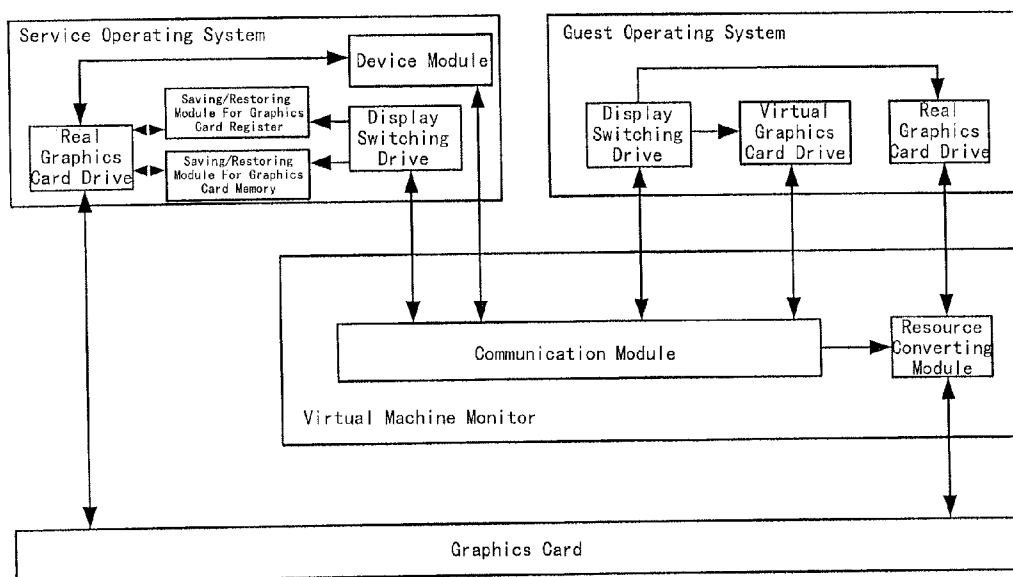 Service Operating System
Device Module
Saving/Restoring
Module For Graphics
Card Register
Real
Graphics
Card Drive
Display
Switching
Drive
Saving/Restoring
Module For Graphics
Card Memory
Guest Operating System
Display
Switching
Drive
Virtual
Graphics
Card Drive
Real
Graphics
Card Drive
Communication Module
Resource
Converting
Module
Virtual Machine Monitor
Graphics Card